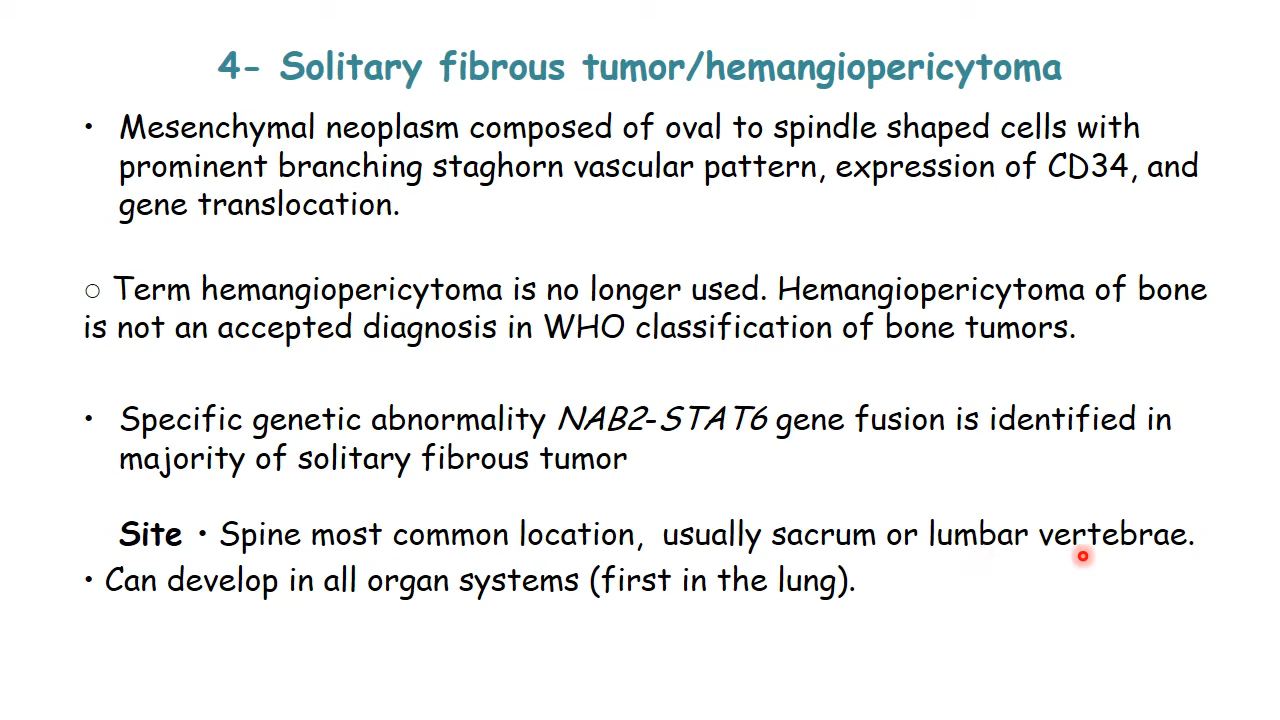 4- Solitary fibrous tumor/hemangiopericytoma
• Mesenchymal neoplasm composed of oval to spindle shaped cells with
prominent branching staghorn vascular pattern, expression of CD34, and
gene translocation.
○ Term hemangiopericytoma is no longer used. Hemangiopericytoma of bone
is not an accepted diagnosis in WHO classification of bone tumors.
• Specific genetic abnormality NAB2-STAT6 gene fusion is identified in
majority of solitary fibrous tumor
Site • Spine most common location, usually sacrum or lumbar vertebrae.
• Can develop in all organ systems (first in the lung).